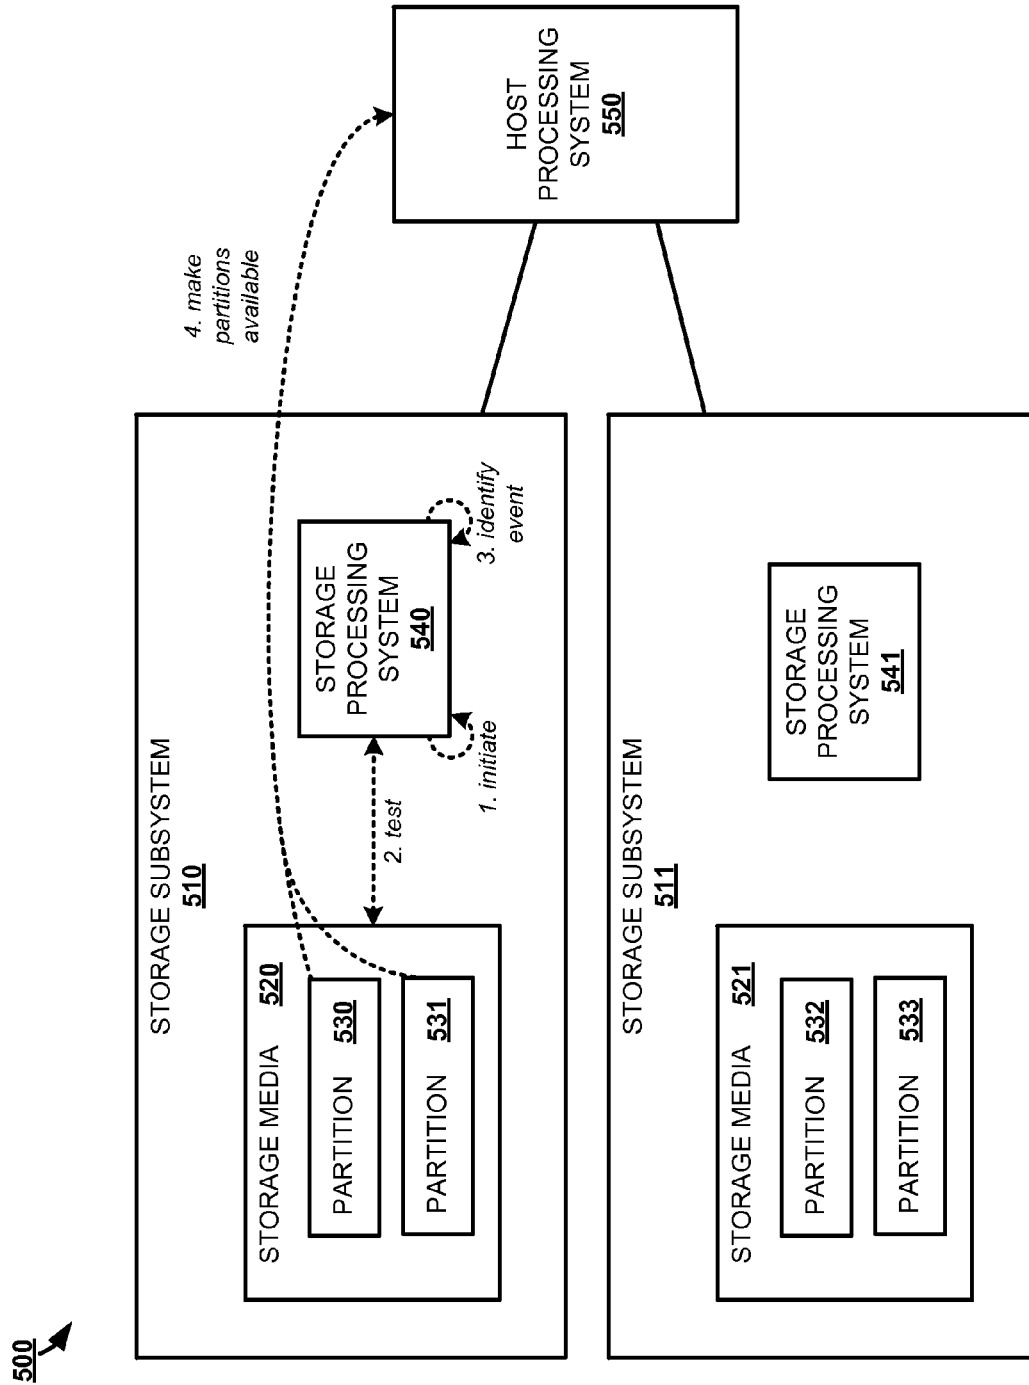 500
STORAGE SUBSYSTEM
510
STORAGE MEDIA
520
PARTITION
530
PARTITION
531
2. test
1. initiate
STORAGE
PROCESSING
SYSTEM
540
3. identify
event
4. make
partitions
available
HOST
PROCESSING
SYSTEM
550
STORAGE SUBSYSTEM
511
STORAGE MEDIA
521
PARTITION
532
PARTITION
533
STORAGE
PROCESSING
SYSTEM
541